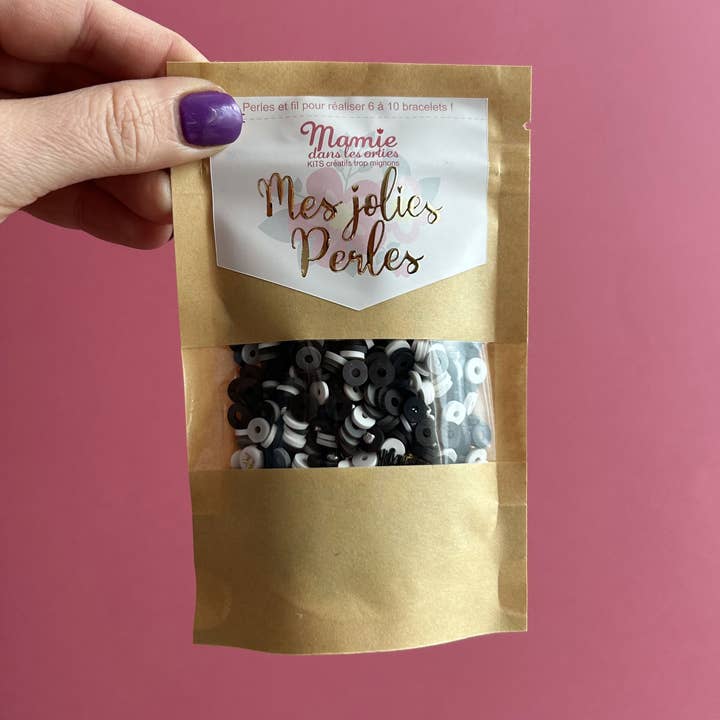 Perles et fil pour réaliser 6 à 10 bracelets !
Mamie
dans les orties
KITS créatifs trop mignons
Mes jolies
Perles